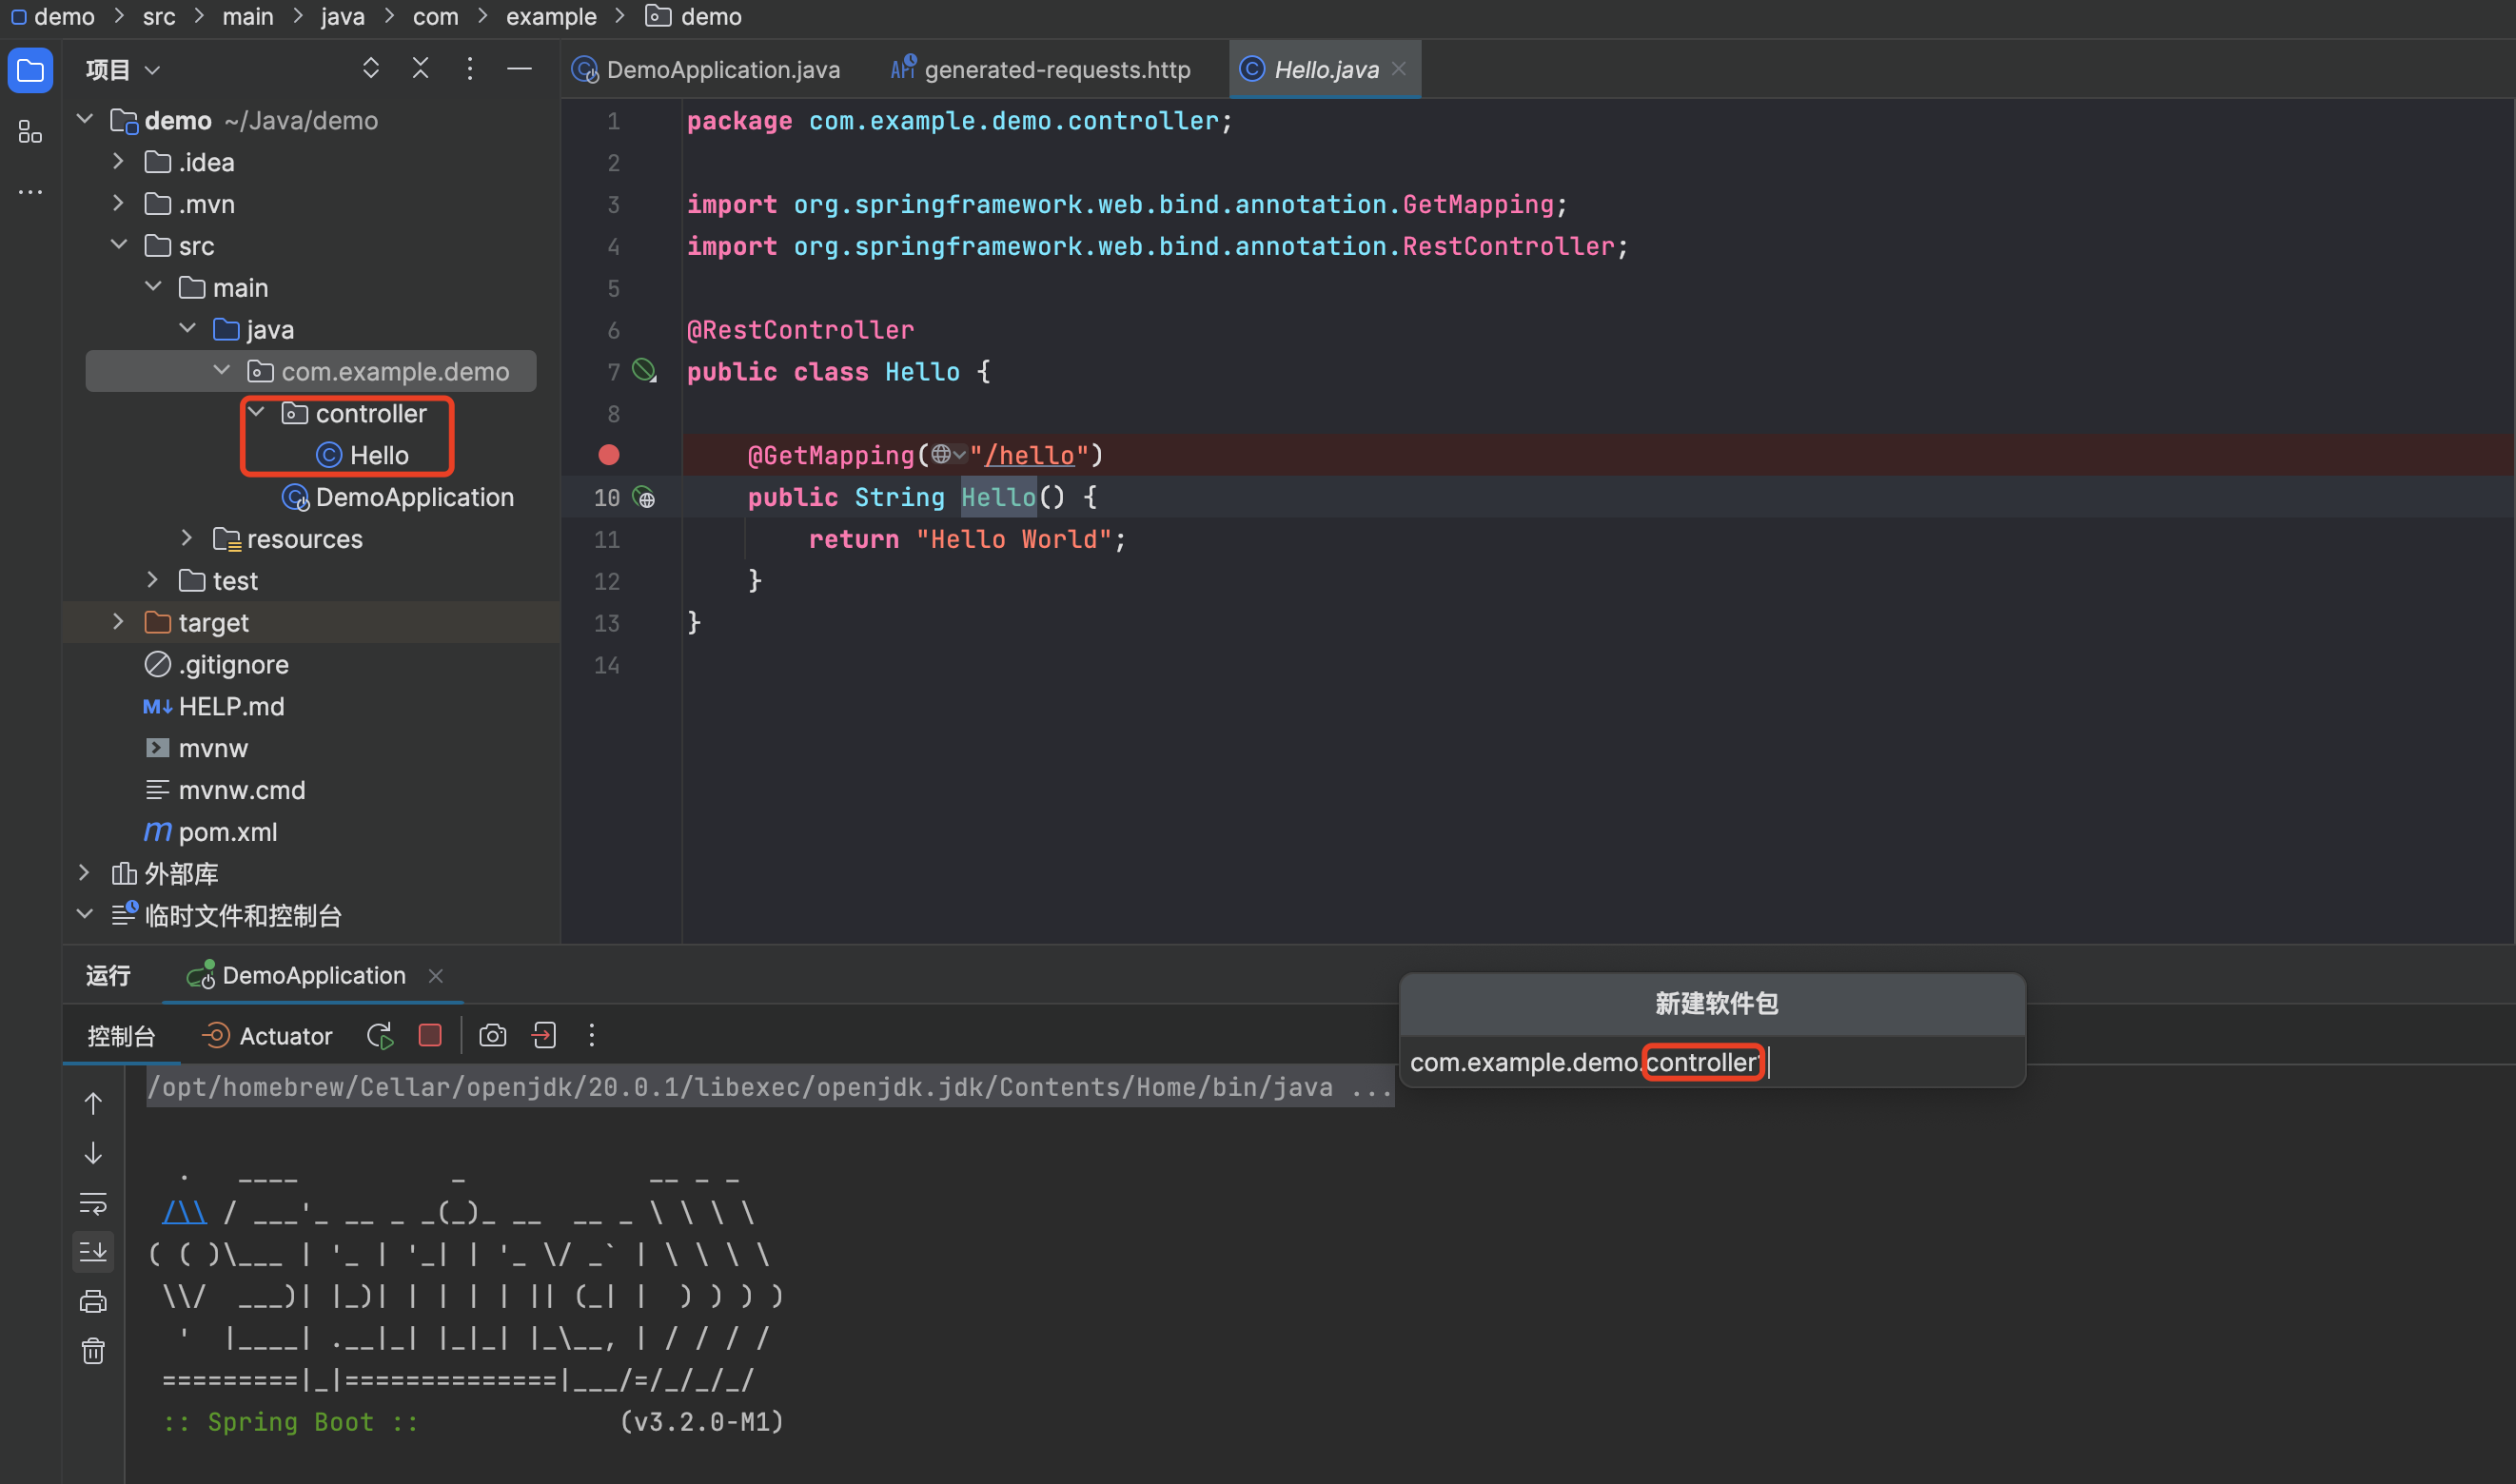 demo > src > main > java > com > example > demo
项目
DemoApplication.java
API generated-requests.http
Hello.java
demo ~/Java/demo
.idea
.mvn
src
main
java
com.example.demo
controller
Hello
DemoApplication
resources
test
target
.gitignore
M↓ HELP.md
mvnw
mvnw.cmd
m pom.xml
外部库
临时文件和控制台
1 package com.example.demo.controller;
2
3 import org.springframework.web.bind.annotation.GetMapping;
4 import org.springframework.web.bind.annotation.RestController;
5
6 @RestController
7 public class Hello {
8
@GetMapping("/hello")
10 public String Hello() {
11 return "Hello World";
12 }
13 }
14
运行
DemoApplication
控制台
Actuator
新建软件包
com.example.demo.controller
/opt/homebrew/Cellar/openjdk/20.0.1/libexec/openjdk.jdk/Contents/Home/bin/java ...
  .   ____          _            __ _ _
 /\\ / ___'_ __ _ _(_)_ __  __ _ \ \ \ \
( ( )\___ | '_ | '_| | '_ \/ _` | \ \ \ \
 \\/  ___)| |_)| | | | | || (_| |  ) ) ) )
  '  |____| .__|_| |_|_| |_\__, | / / / /
 =========|_|==============|___/=/_/_/_/
 :: Spring Boot ::             (v3.2.0-M1)